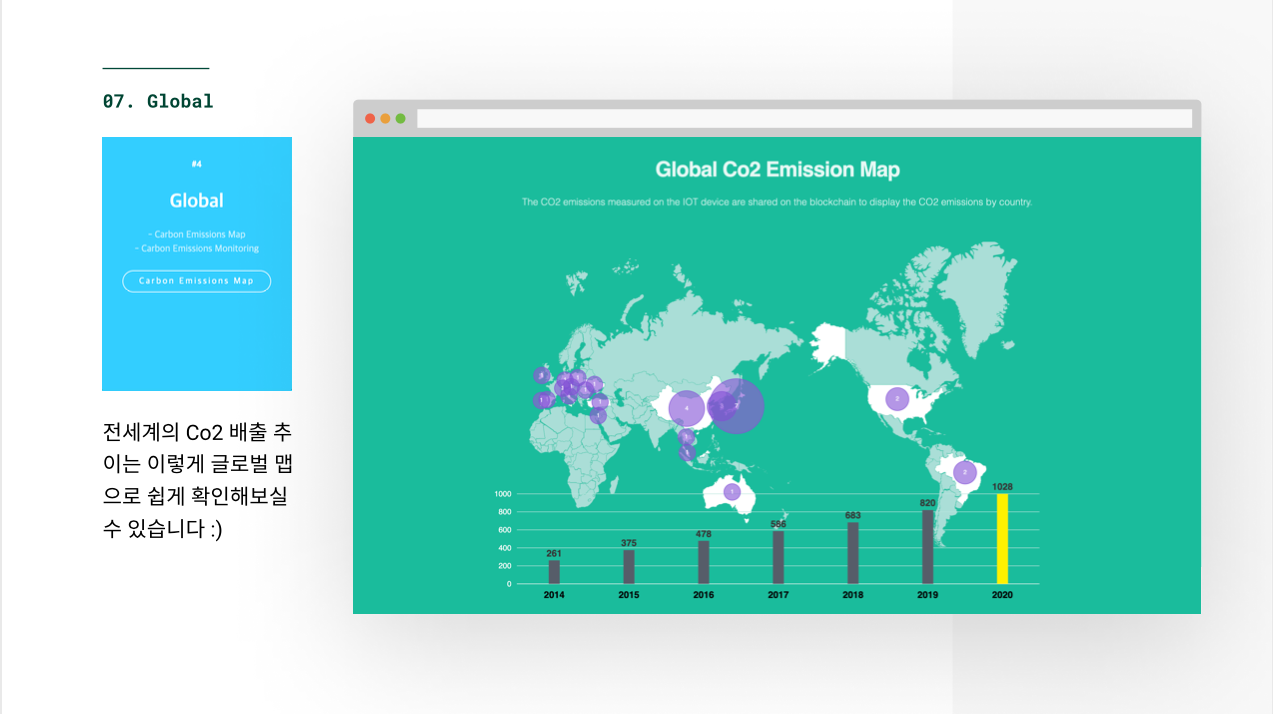 07. Global
#4
Global
- Carbon Emissions Map
- Carbon Emissions Monitoring
Carbon Emissions Map
전세계의 Co2 배출 추
이는 이렇게 글로벌 맵
으로 쉽게 확인해보실
수 있습니다 :)
Global Co2 Emission Map
The CO2 emissions measured on the IOT device are shared on the blockchain to display the CO2 emissions by country.
4
2
2
1
1000
800
600
400
200
0
261
375
478
586
683
820
1028
2014
2015
2016
2017
2018
2019
2020